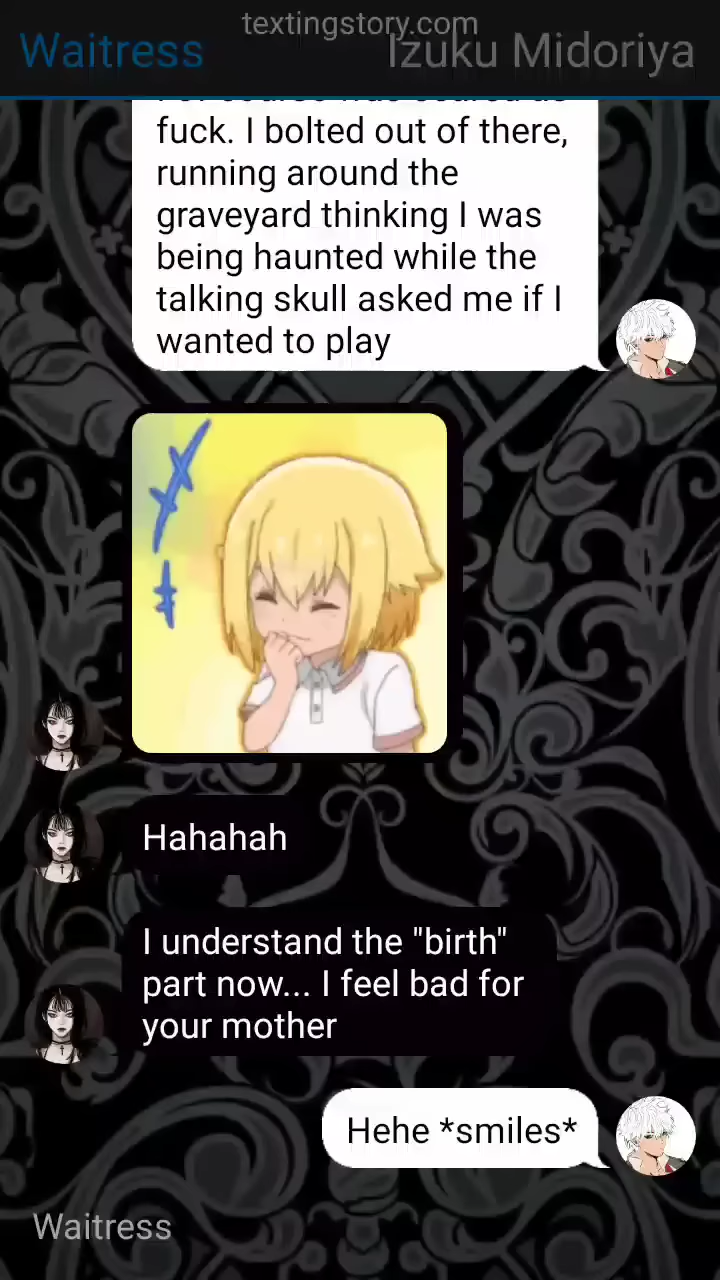 textingstory.com
Waitress
Izuku Midoriya
fuck. I bolted out of there,
running around the
graveyard thinking I was
being haunted while the
talking skull asked me if I
wanted to play
Hahahah
I understand the "birth"
part now... I feel bad for
your mother
Hehe *smiles*
Waitress